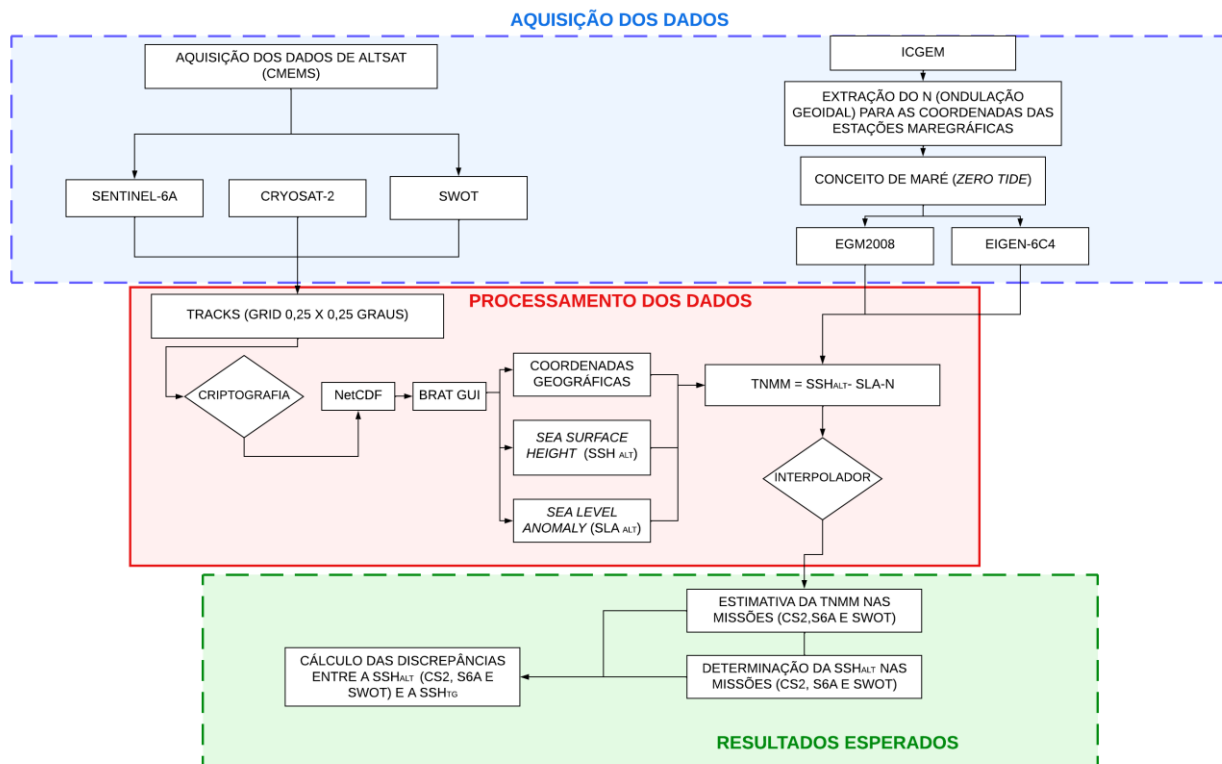 AQUISIÇÃO DOS DADOS
AQUISIÇÃO DOS DADOS DE ALTSAT
(CMEMS)
SENTINEL-6A
CRYOSAT-2
SWOT
ICGEM
EXTRAÇÃO DO N (ONDULAÇÃO
GEOIDAL) PARA AS COORDENADAS DAS
ESTAÇÕES MAREGRÁFICAS
CONCEITO DE MARÉ (ZERO TIDE)
EGM2008
EIGEN-6C4
PROCESSAMENTO DOS DADOS
TRACKS (GRID 0,25 X 0,25 GRAUS)
CRIPTOGRAFIA
NetCDF
BRAT GUI
COORDENADAS
GEOGRÁFICAS
SEA SURFACE
HEIGHT (SSH ALT)
SEA LEVEL
ANOMALY (SLA ALT)
TNMM = SSHALT- SLA-N
INTERPOLADOR
ESTIMATIVA DA TNMM NAS
MISSÕES (CS2,S6A E SWOT)
DETERMINAÇÃO DA SSHALT NAS
MISSÕES (CS2, S6A E SWOT)
CÁLCULO DAS DISCREPÂNCIAS
ENTRE A SSHALT (CS2, S6A E
SWOT) E A SSHTG
RESULTADOS ESPERADOS